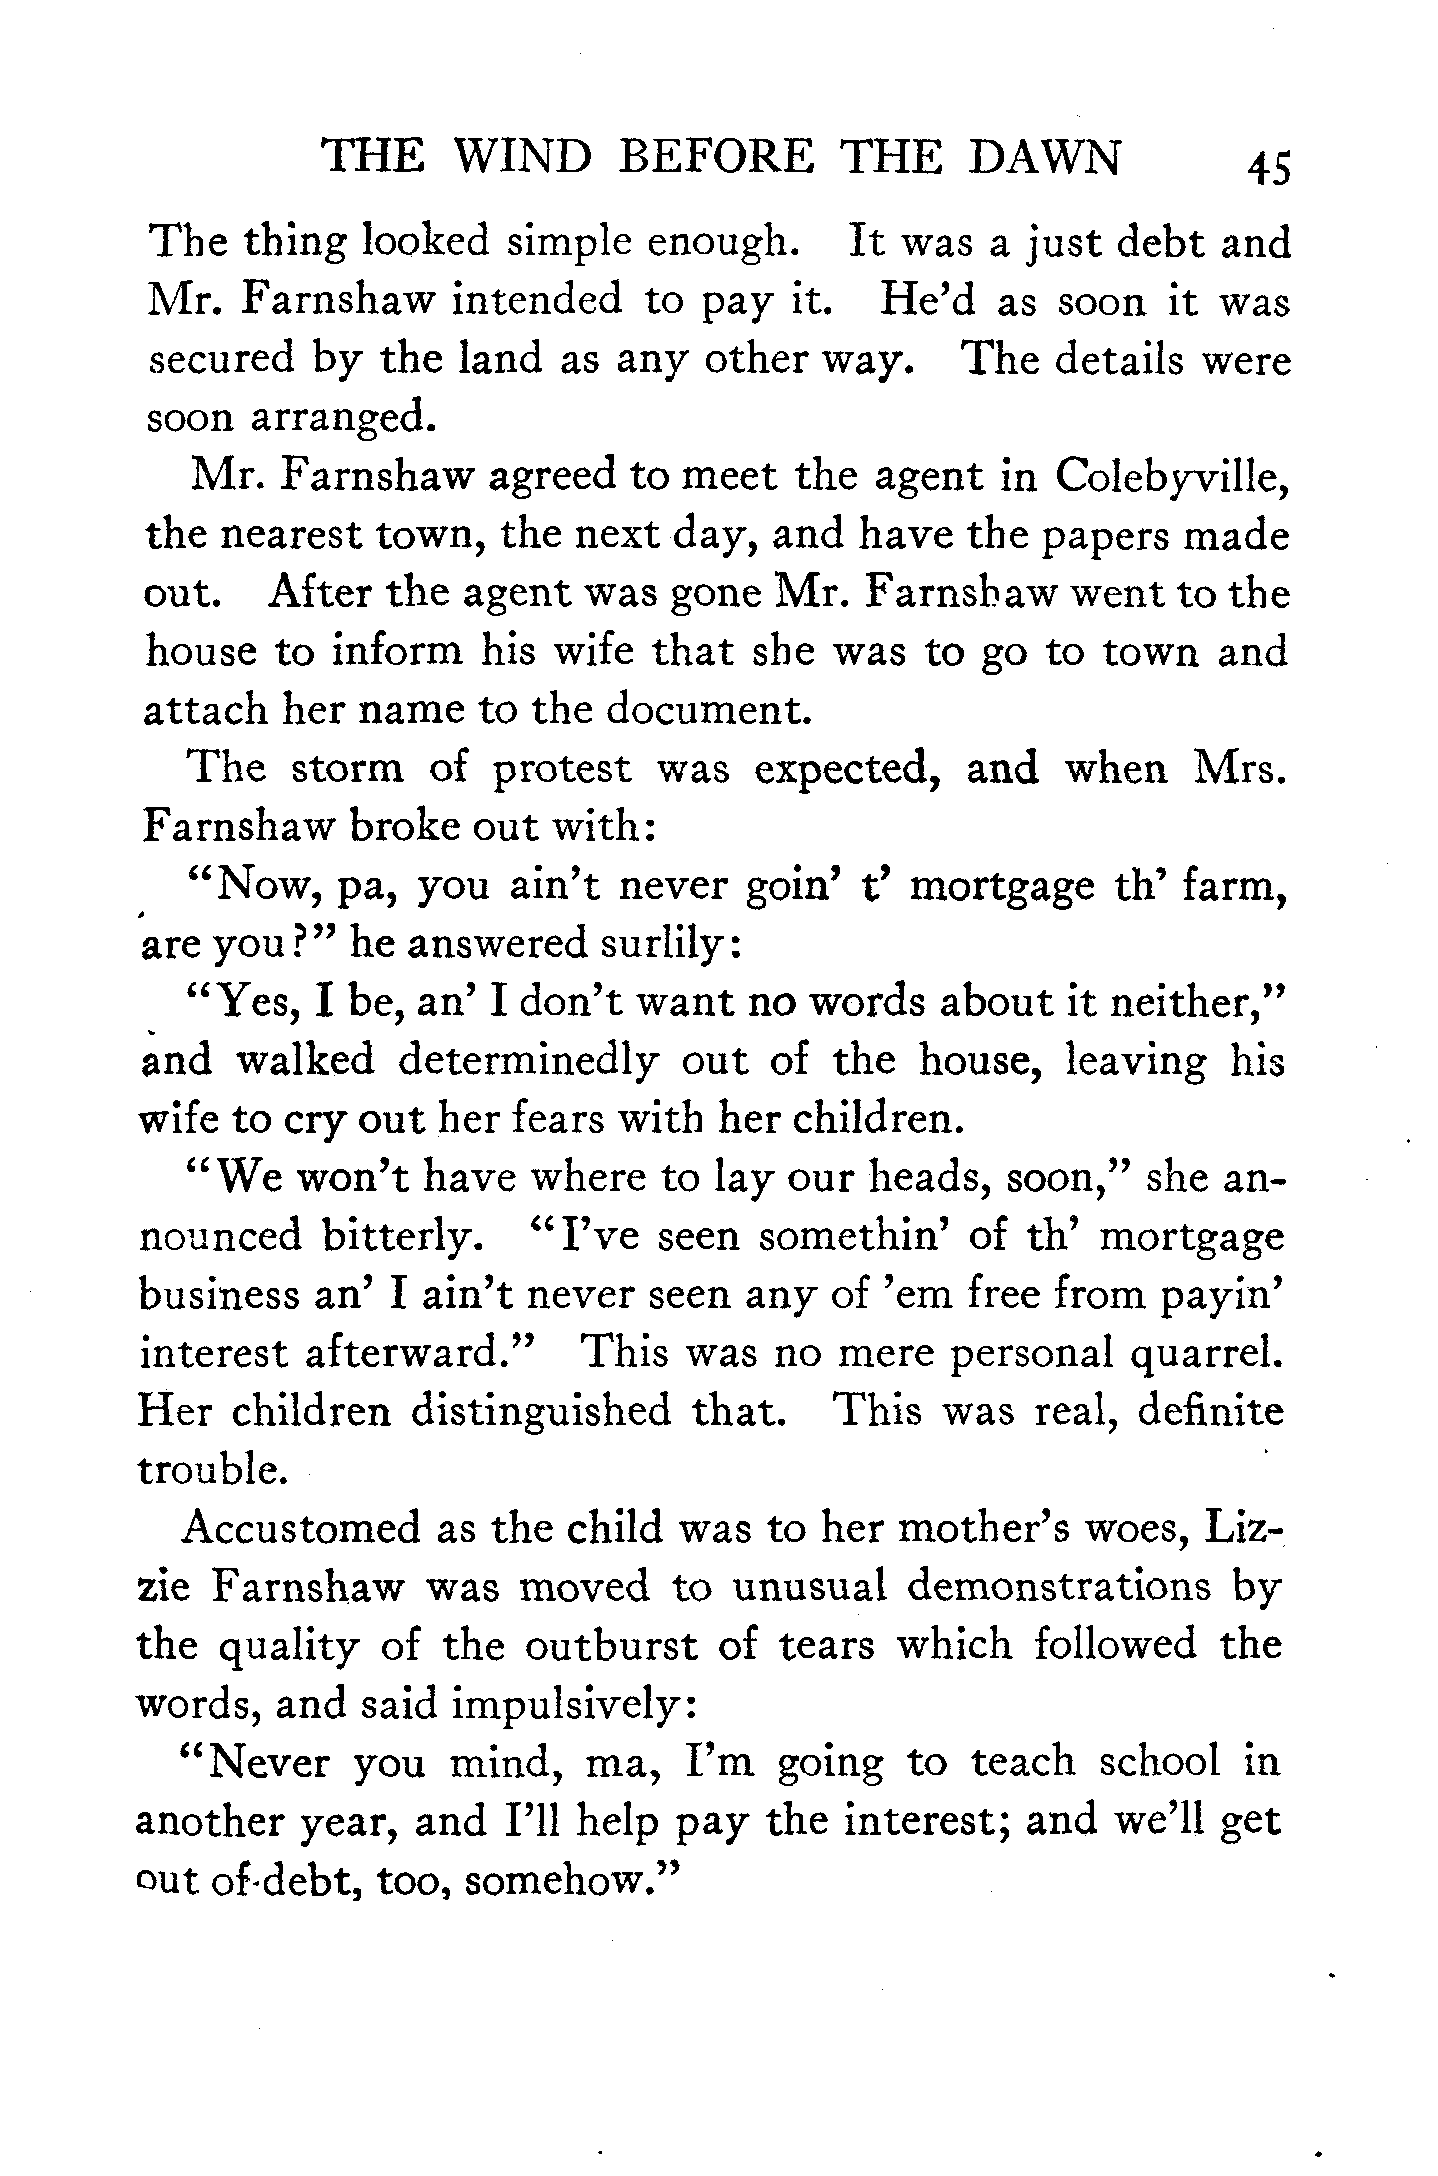 THE WIND BEFORE THE DAWN 45
The thing looked simple enough. It was a just debt and
Mr. Farnshaw intended to pay it. He’d as soon it was
secured by the land as any other way. The details were
soon arranged.
Mr. Farnshaw agreed to meet the agent in Colebyville,
the nearest town, the next day, and have the papers made
out. After the agent was gone Mr. Farnshaw went to the
house to inform his wife that she was to go to town and
attach her name to the document.
The storm of protest was expected, and when Mrs.
Farnshaw broke out with:
“Now, pa, you ain’t never goin’ t’ mortgage th’ farm,
are you?” he answered surlily:
“Yes, I be, an’ I don’t want no words about it neither,”
and walked determinedly out of the house, leaving his
wife to cry out her fears with her children.
“We won’t have where to lay our heads, soon,” she an-
nounced bitterly. “I’ve seen somethin’ of th’ mortgage
business an’ I ain’t never seen any of ’em free from payin’
interest afterward.” This was no mere personal quarrel.
Her children distinguished that. This was real, definite
trouble.
Accustomed as the child was to her mother’s woes, Liz-
zie Farnshaw was moved to unusual demonstrations by
the quality of the outburst of tears which followed the
words, and said impulsively:
“Never you mind, ma, I’m going to teach school in
another year, and I’ll help pay the interest; and we’ll get
out of debt, too, somehow.”